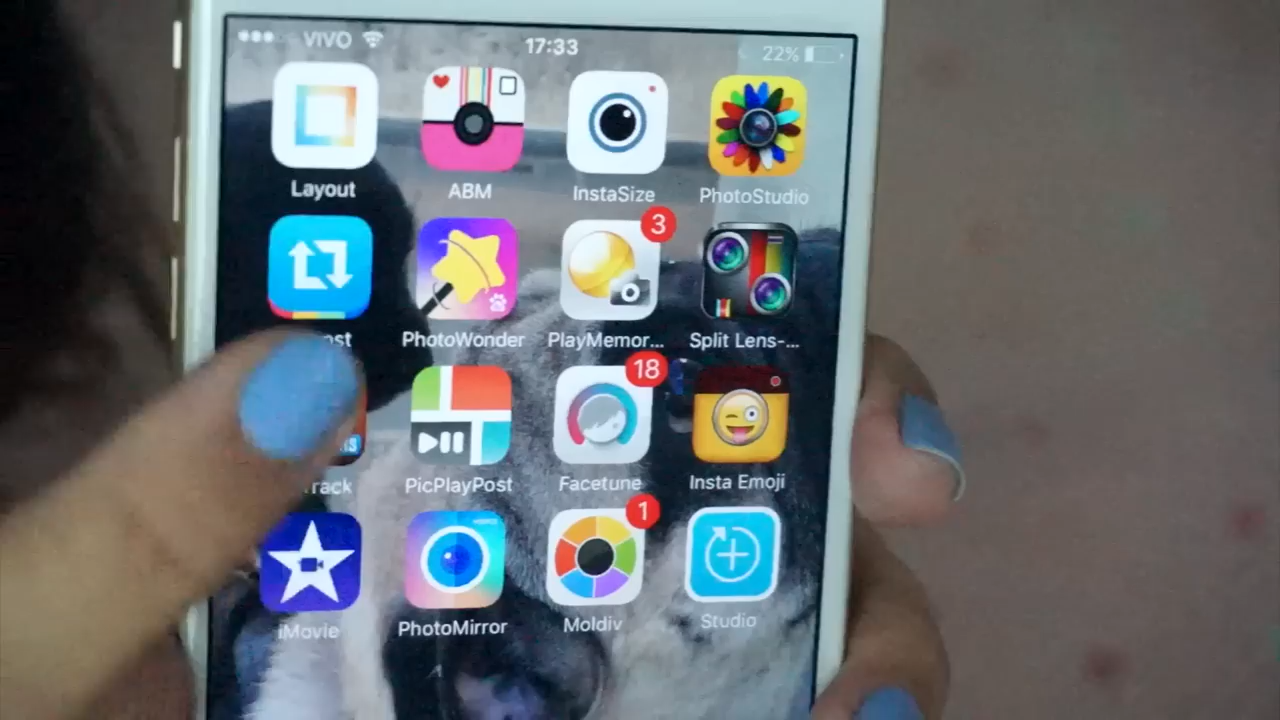 VIVO 17:33 22%
Layout ABM InstaSize PhotoStudio
3
PhotoWonder PlayMemor... Split Lens-...
18
PicPlayPost Facetune Insta Emoji
1
iMovie PhotoMirror Moldiv Studio